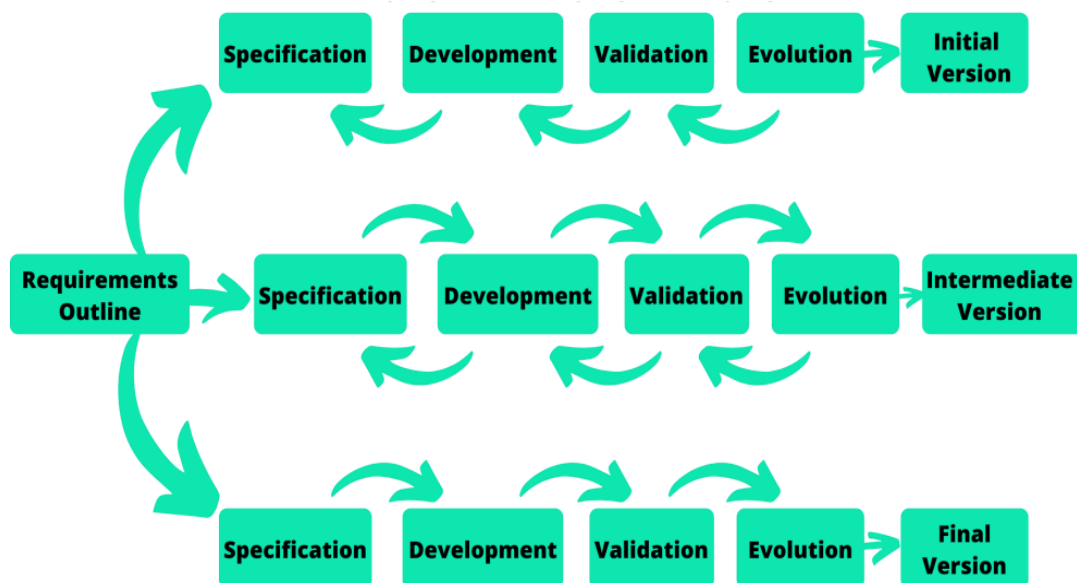 Specification
Development
Validation
Evolution
Initial
Version
Requirements
Outline
Specification
Development
Validation
Evolution
Intermediate
Version
Specification
Development
Validation
Evolution
Final
Version